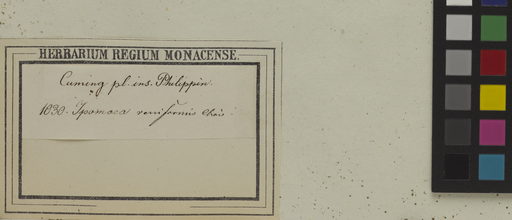 HERBARIUM REGIUM MONACENSE.
Cuming pl. ins. Philippin.
1030. Ipomoea reniformis Chois.